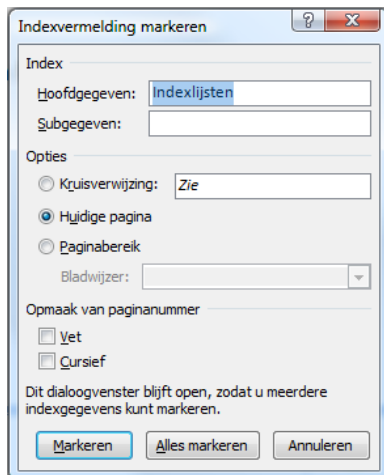 Indexvermelding markeren
Index
Hoofdgegeven: Indexlijsten
Subgegeven:
Opties
Kruisverwijzing: Zie
Huidige pagina
Paginabereik
Bladwijzer:
Opmaak van paginanummer
Vet
Cursief
Dit dialoogvenster blijft open, zodat u meerdere
indexgegevens kunt markeren.
Markeren Alles markeren Annuleren